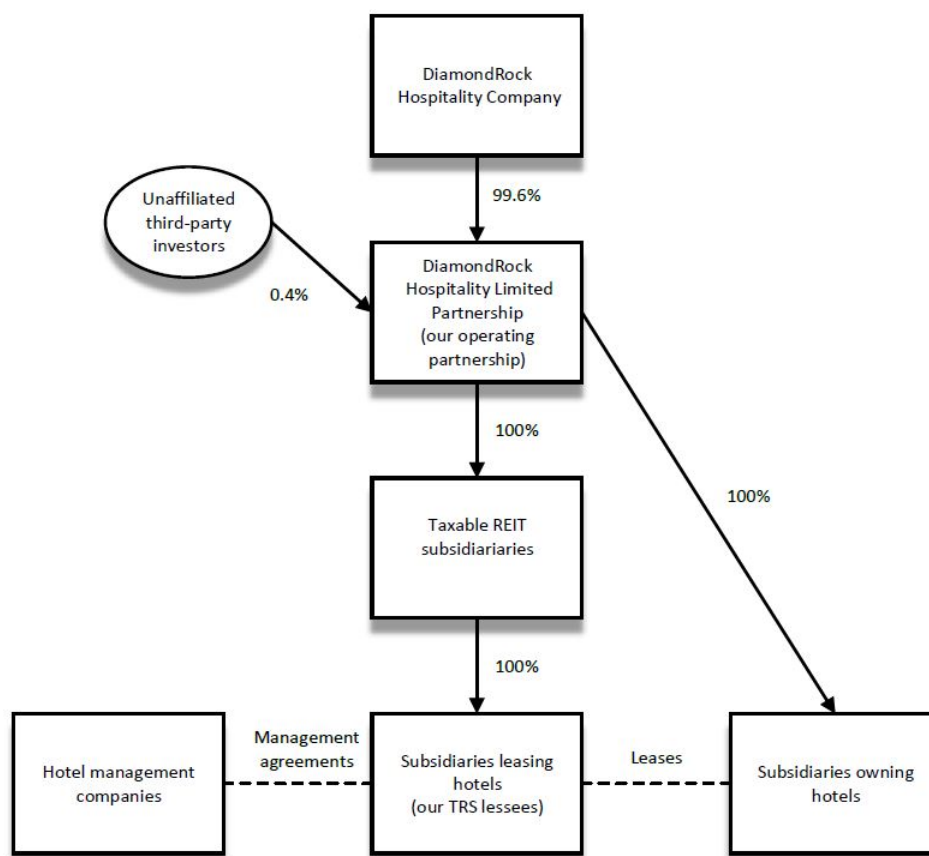 DiamondRock
Hospitality Company
99.6%
Unaffiliated
third-party
investors
0.4%
DiamondRock
Hospitality Limited
Partnership
(our operating
partnership)
100%
100%
Taxable REIT
subsidiariaries
100%
Hotel management
companies
Management
agreements
Subsidiaries leasing
hotels
(our TRS lessees)
Leases
Subsidiaries owning
hotels